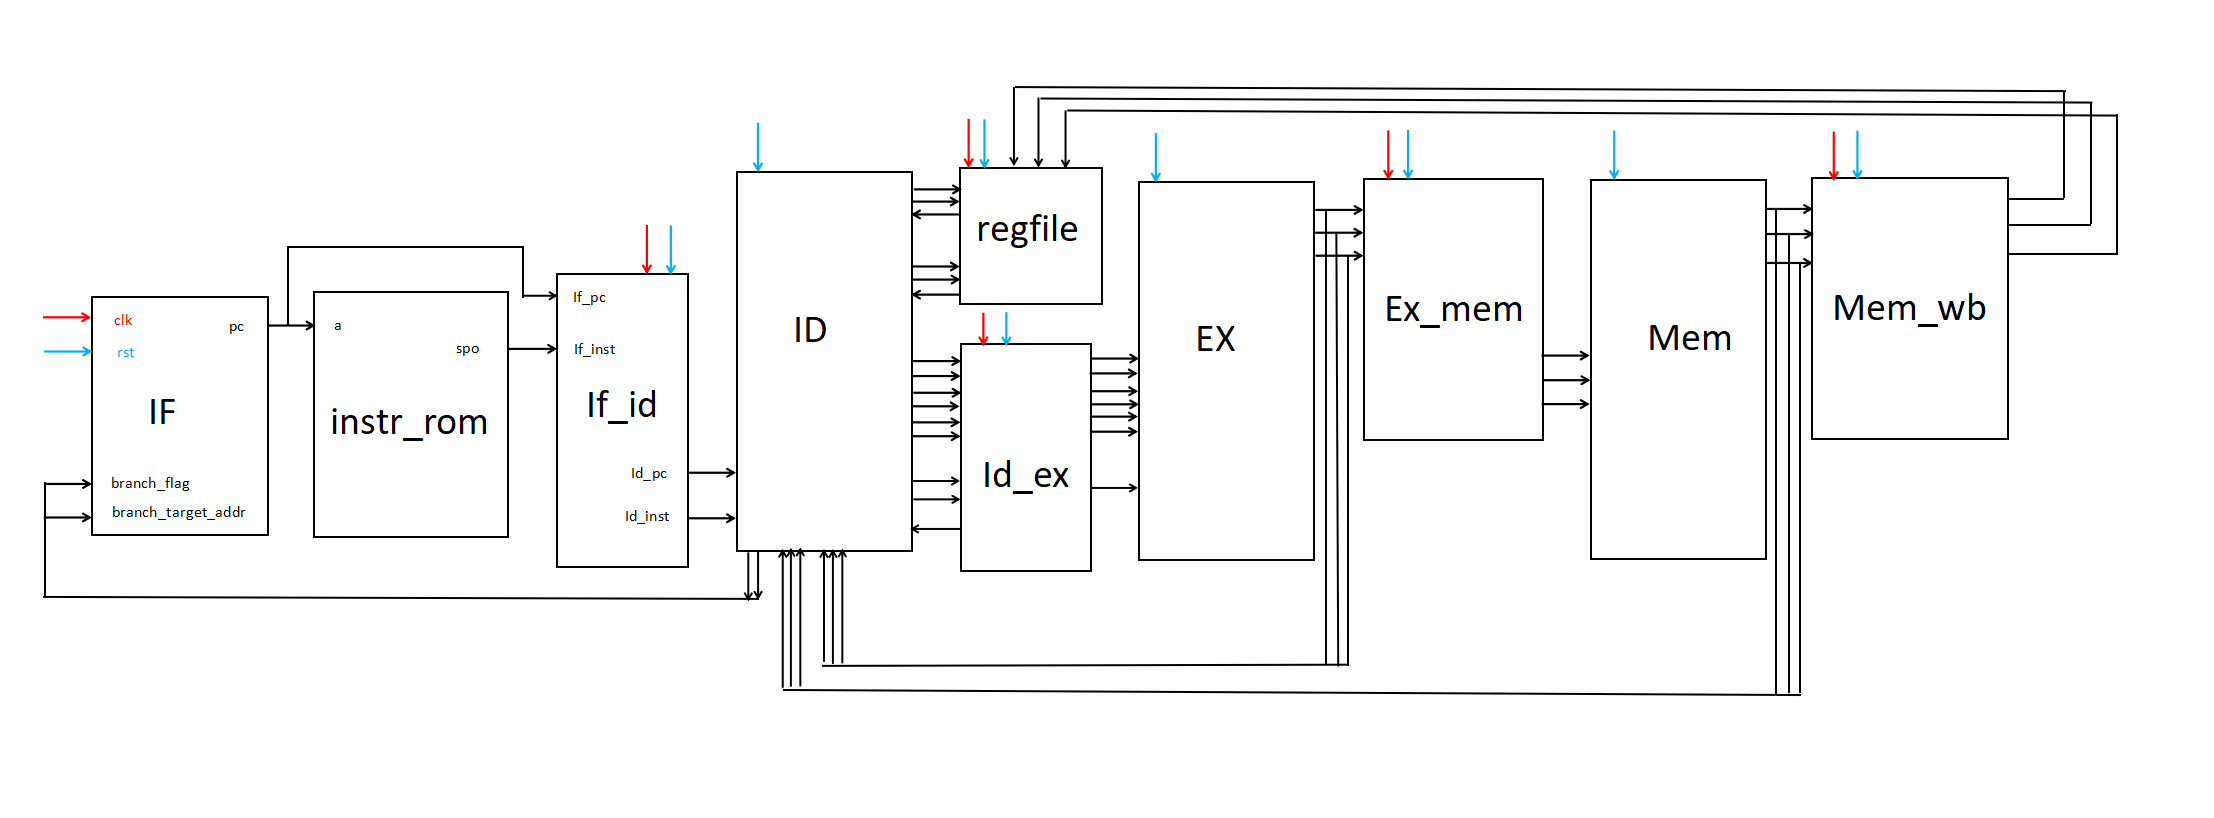 clk
rst
pc
IF
branch_flag
branch_target_addr
a
spo
instr_rom
If_pc
If_inst
If_id
Id_pc
Id_inst
ID
regfile
Id_ex
EX
Ex_mem
Mem
Mem_wb